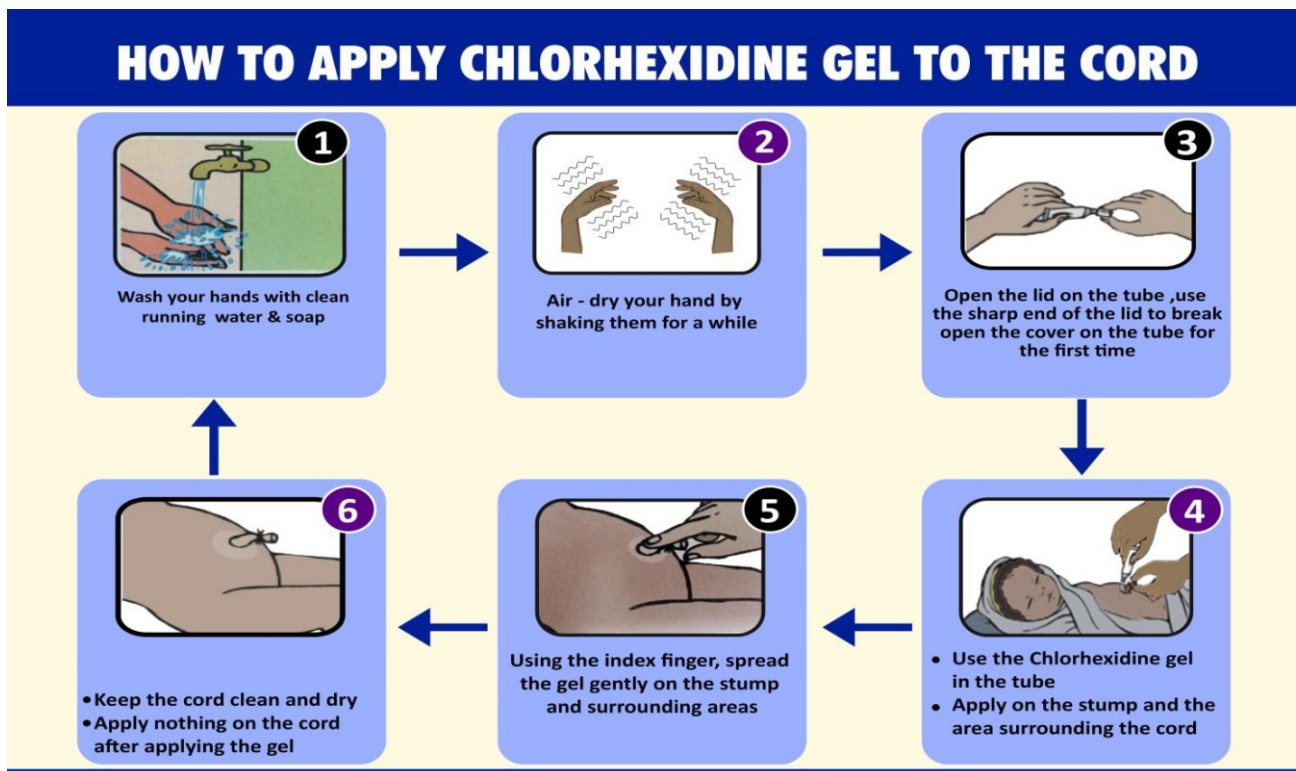 HOW TO APPLY CHLORHEXIDINE GEL TO THE CORD
1
Wash your hands with clean
running water & soap
2
Air - dry your hand by
shaking them for a while
3
Open the lid on the tube ,use
the sharp end of the lid to break
open the cover on the tube for
the first time
4
• Use the Chlorhexidine gel
in the tube
• Apply on the stump and the
area surrounding the cord
5
Using the index finger, spread
the gel gently on the stump
and surrounding areas
6
•Keep the cord clean and dry
•Apply nothing on the cord
after applying the gel